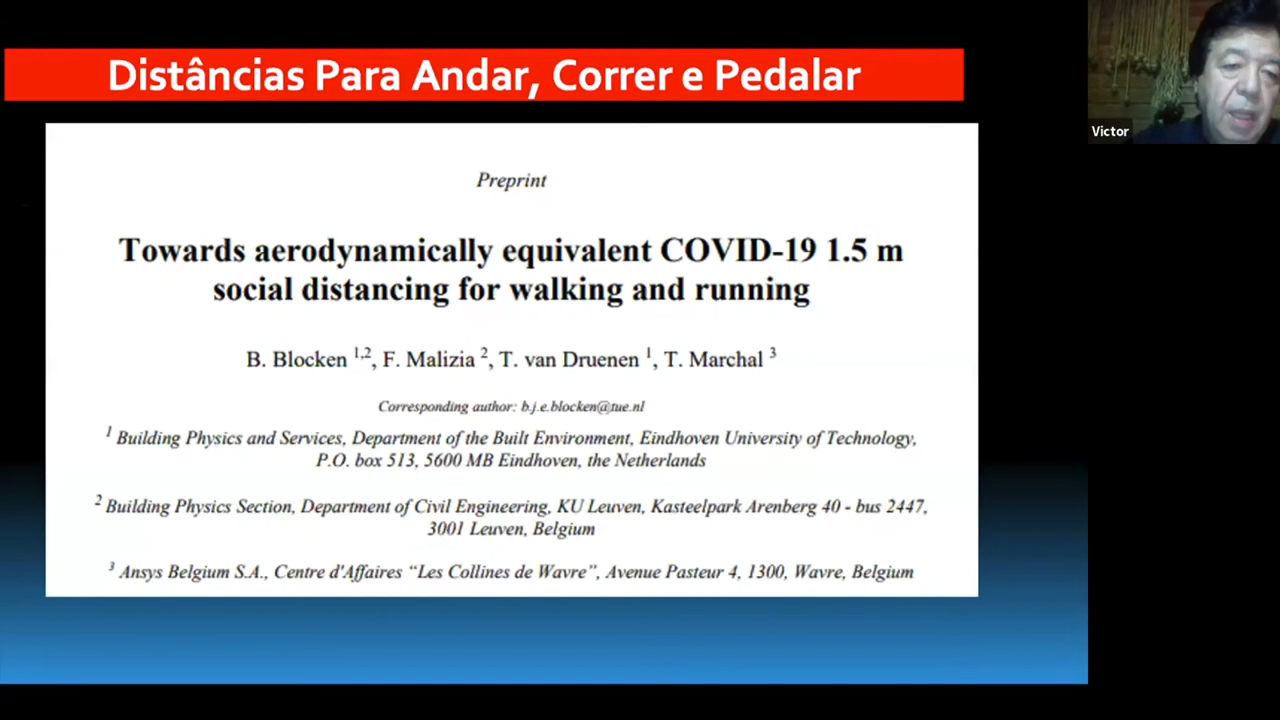 Distâncias Para Andar, Correr e Pedalar
Victor
Preprint
Towards aerodynamically equivalent COVID-19 1.5 m
social distancing for walking and running
B. Blocken 1,2, F. Malizia 2, T. van Druenen 1, T. Marchal 3
Corresponding author: b.j.e.blocken@tue.nl
1 Building Physics and Services, Department of the Built Environment, Eindhoven University of Technology,
P.O. box 513, 5600 MB Eindhoven, the Netherlands
2 Building Physics Section, Department of Civil Engineering, KU Leuven, Kasteelpark Arenberg 40 - bus 2447,
3001 Leuven, Belgium
3 Ansys Belgium S.A., Centre d'Affaires “Les Collines de Wavre”, Avenue Pasteur 4, 1300, Wavre, Belgium